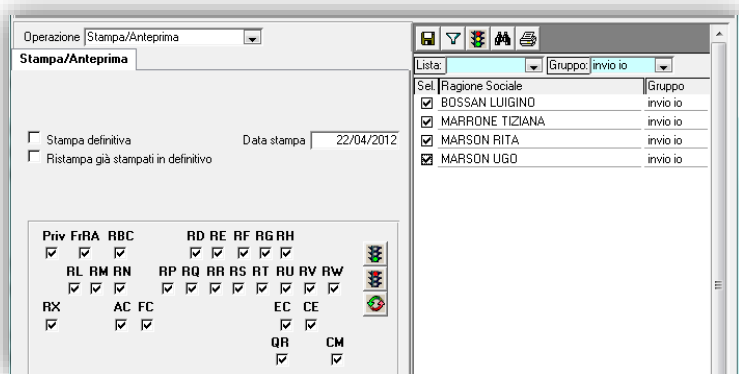 Operazione Stampa/Anteprima
Stampa/Anteprima
Stampa definitiva Data stampa 22/04/2012
Ristampa già stampati in definitivo
Priv FrRA RBC RD RE RF RG RH
RL RM RN RP RQ RR RS RT RU RV RW
RX AC FC EC CE
QR CM
Lista: Gruppo: invio io
Sel. Ragione Sociale Gruppo
BOSSAN LUIGINO invio io
MARRONE TIZIANA invio io
MARSON RITA invio io
MARSON UGO invio io